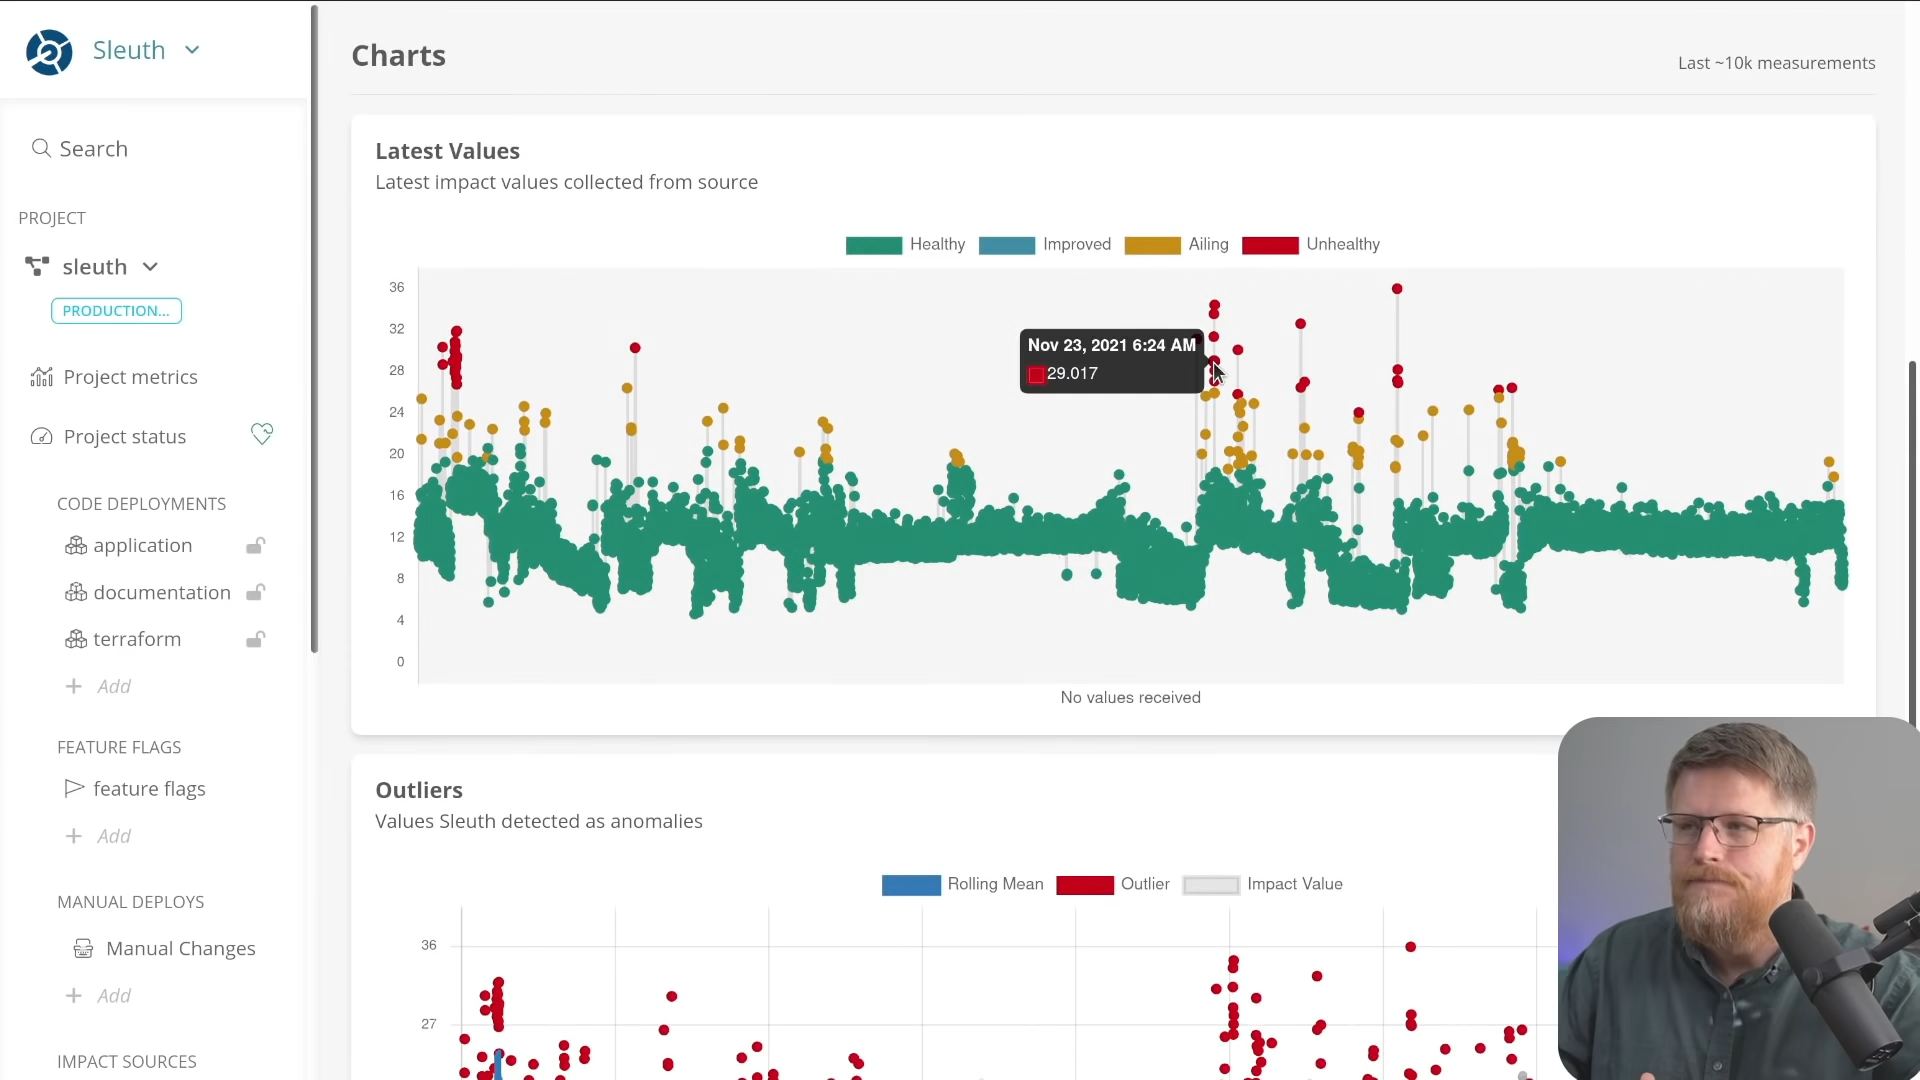 Sleuth
Search
PROJECT
sleuth
PRODUCTION...
Project metrics
Project status
CODE DEPLOYMENTS
application
documentation
terraform
Add
FEATURE FLAGS
feature flags
Add
MANUAL DEPLOYS
Manual Changes
Add
IMPACT SOURCES
Charts
Last ~10k measurements
Latest Values
Latest impact values collected from source
Healthy Improved Ailing Unhealthy
36
32
28
24
20
16
12
8
4
0
Nov 23, 2021 6:24 AM
29.017
No values received
Outliers
Values Sleuth detected as anomalies
Rolling Mean Outlier Impact Value
36
27